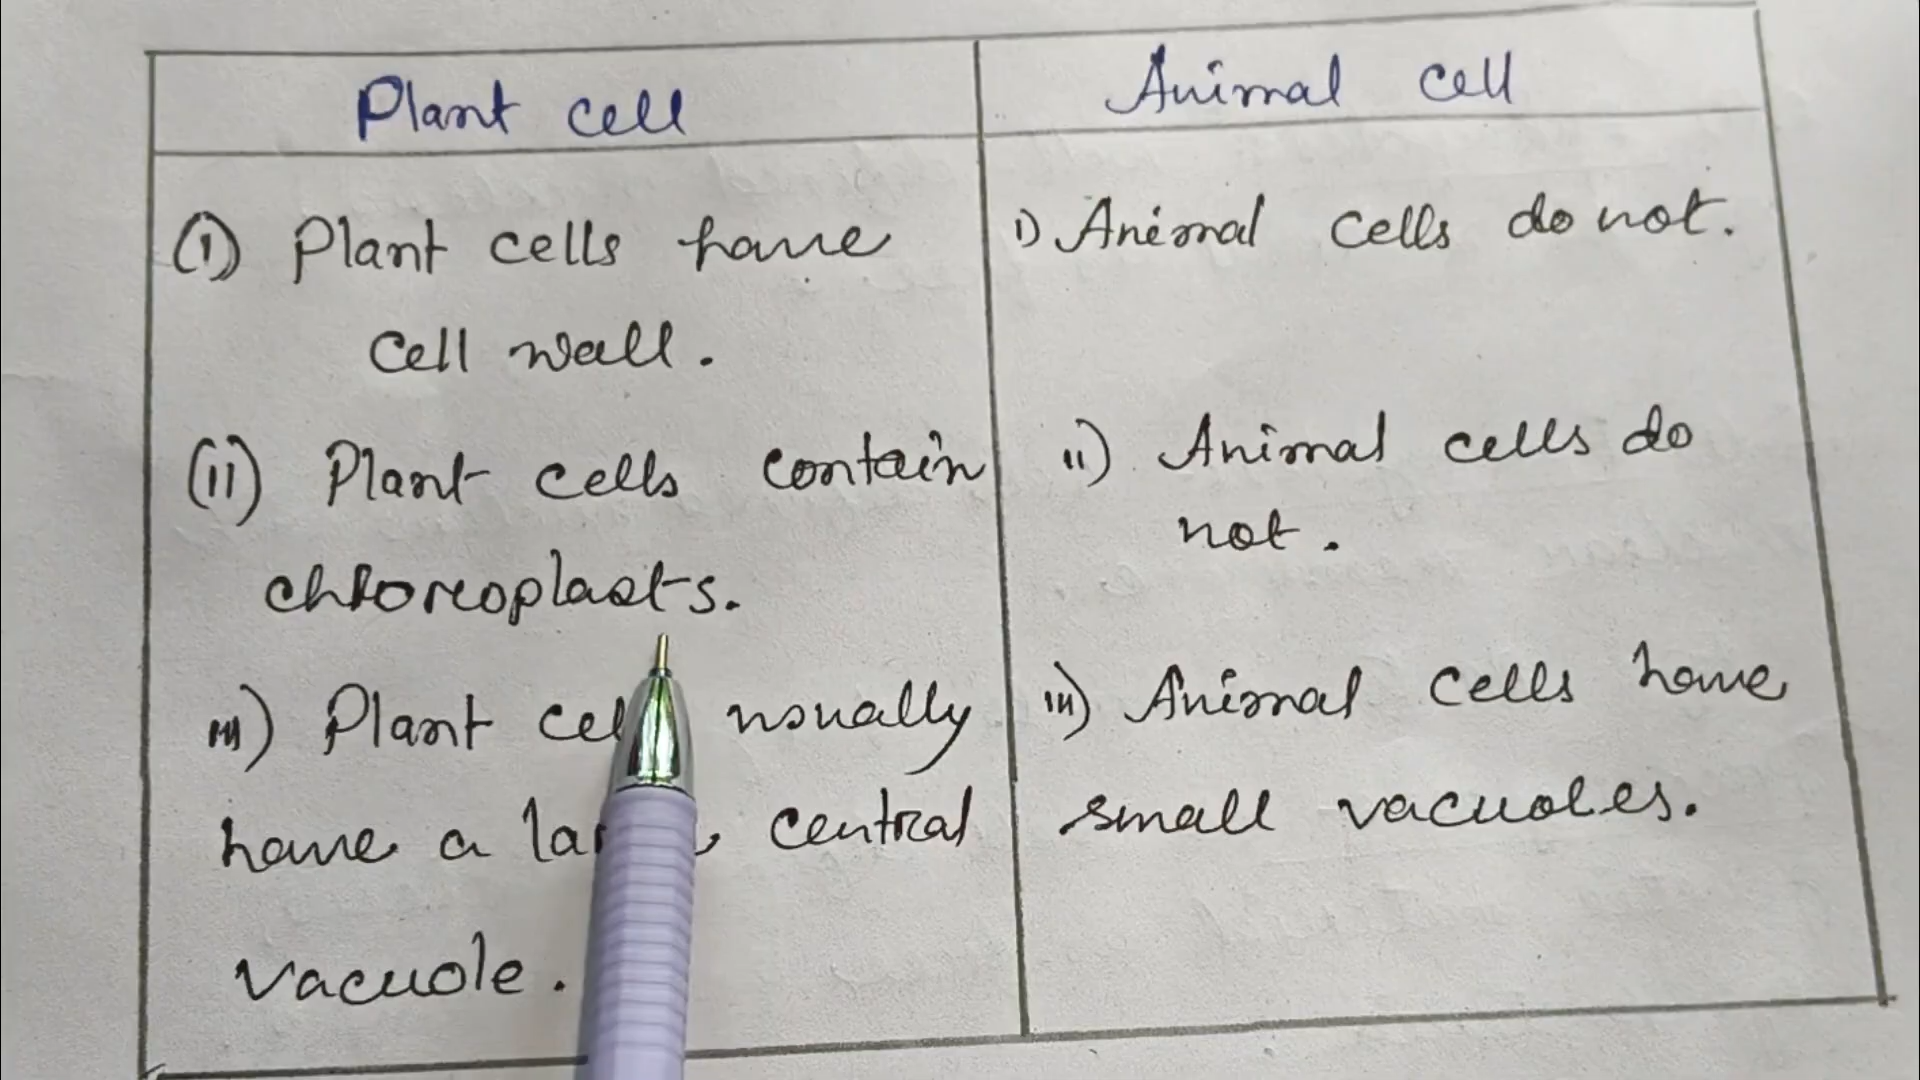 Plant cell
(i) Plant cells have
cell wall.
(ii) Plant cells contain
chloreoplasts.
iii) Plant usually
have a central
vacuole.
Animal cell
i) Animal cells do not.
ii) Animal cells do
not.
iii) Animal cells have
small vacuoles.